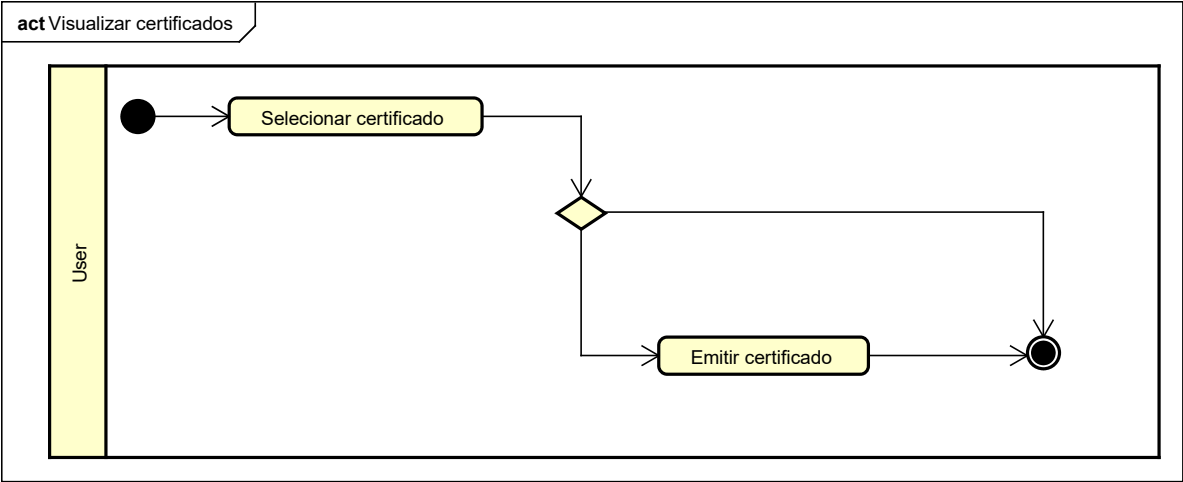 act Visualizar certificados
Selecionar certificado
User
Emitir certificado